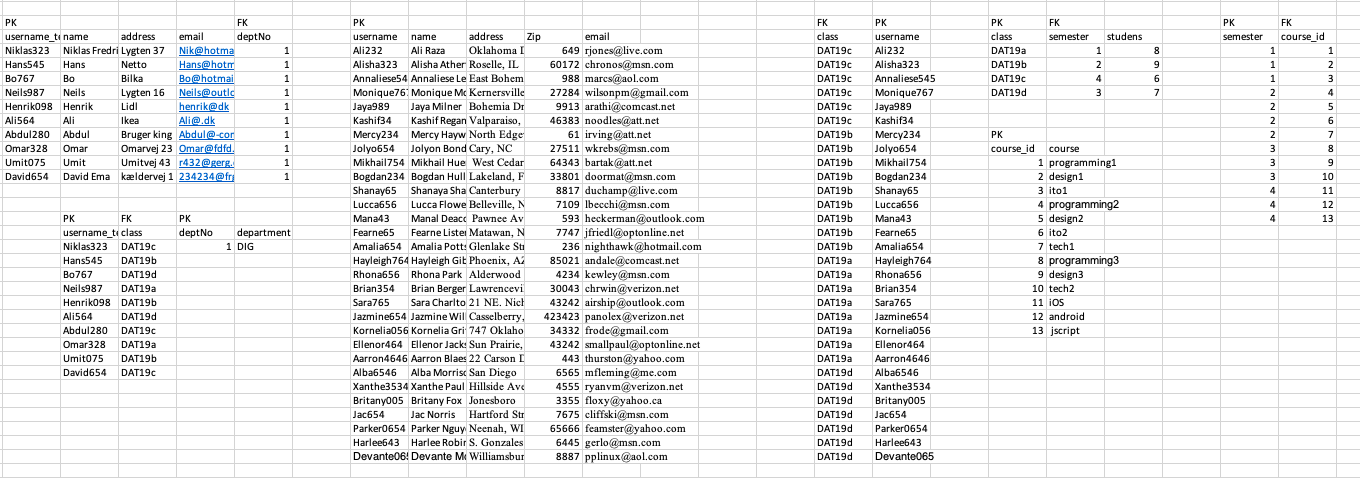 PK FK PK FK PK PK FK PK FK
username_te name address email deptNo username name address Zip email class username class semester studens semester course_id
Niklas323 Niklas Fredri Lygten 37 Nik@hotma 1 Ali232 Ali Raza Oklahoma D 649 rjones@live.com DAT19c Ali232 DAT19a 1 8 1 1
Hans545 Hans Netto Hans@hotm 1 Alisha323 Alisha Ather Roselle, IL 60172 chronos@msn.com DAT19c Alisha323 DAT19b 2 9 1 2
Bo767 Bo Bilka Bo@hotmai 1 Annaliese54 Annaliese Le East Bohem 988 marcs@aol.com DAT19c Annaliese545 DAT19c 4 6 1 3
Neils987 Neils Lygten 16 Neils@outlo 1 Monique767 Monique Hoc Kernersville 27284 wilsonpm@gmail.com DAT19c Monique767 DAT19d 3 7 2 4
Henrik098 Henrik Lidl henrik@dk 1 Jaya989 Jaya Milner Bohemia Dr 9913 arathi@comcast.net DAT19c Jaya989 2 5
Ali564 Ali Ikea Ali@.dk 1 Kashif34 Kashif Ragel Valparaiso, 46383 noodles@att.net DAT19c Kashif34 2 6
Abdul280 Abdul Bruger king Abdul@-cor 1 Mercy234 Mercy Hayw North Edge 61 irving@att.net DAT19b Mercy234 PK 2 7
Omar328 Omar Omarvej 23 Omar@fdfd. 1 Jolyo654 Jolyon Bond Cary, NC 27511 wkrebs@msn.com DAT19b Jolyo654 course_id course 3 8
Umit075 Umit Umitvej 43 r432@gerg. 1 Mikhail754 Mikhail Hue West Cedar 64343 bartak@att.net DAT19b Mikhail754 1 programming1 3 9
David654 David Ema kældervej 1 234234@frg 1 Bogdan234 Bogdan Hull Lakeland, F 33801 doormat@msn.com DAT19b Bogdan234 2 design1 3 10
Shanay65 Shanaya Sha Canterbury 8817 duchamp@live.com DAT19b Shanay65 3 ito1 4 11
Lucca656 Lucca Flowe Belleville, N 7109 lbecchi@msn.com DAT19b Lucca656 4 programming2 4 12
PK FK PK Mana43 Manal Deaco Pawnee Av 593 heckerman@outlook.com DAT19b Mana43 5 design2 4 13
username_te class deptNo department Fearne65 Fearne Lister Matawan, N 7747 jfriedl@optonline.net DAT19b Fearne65 6 ito2
Niklas323 DAT19c 1 DIG Amalia654 Amalia Potts Glenlake Str 236 nighthawk@hotmail.com DAT19a Amalia654 7 tech1
Hans545 DAT19b Hayleigh764 Hayleigh Gib Phoenix, AZ 85021 andale@comcast.net DAT19a Hayleigh764 8 programming3
Bo767 DAT19d Rhona656 Rhona Park Alderwood 4234 kewley@msn.com DAT19a Rhona656 9 design3
Neils987 DAT19a Brian354 Brian Berger Lawrencevi 30043 chrwin@verizon.net DAT19a Brian354 10 tech2
Henrik098 DAT19b Sara765 Sara Charlto 21 NE. Nich 43242 airship@outlook.com DAT19a Sara765 11 iOS
Ali564 DAT19d Jazmine654 Jazmine Wil Casselberry, 423423 panolex@verizon.net DAT19a Jazmine654 12 android
Abdul280 DAT19c Kornelia056 Kornelia Gri 747 Oklaho 34332 frode@gmail.com DAT19a Kornelia056 13 jscript
Omar328 DAT19a Ellenor464 Ellenor Jacks Sun Prairie, 43242 smallpaul@optonline.net DAT19a Ellenor464
Umit075 DAT19b Aarron4646 Aarron Blaes 22 Carson D 443 thurston@yahoo.com DAT19a Aarron4646
David654 DAT19c Alba6546 Alba Morrisc San Diego 6565 mfleming@me.com DAT19d Alba6546
Xanthe3534 Xanthe Paul Hillside Ave 4555 ryanvm@verizon.net DAT19d Xanthe3534
Britany005 Britany Fox Jonesboro 3355 floxy@yahoo.ca DAT19d Britany005
Jac654 Jac Norris Hartford Str 7675 cliffski@msn.com DAT19d Jac654
Parker0654 Parker Nguy Neenah, WI 65666 feamster@yahoo.com DAT19d Parker0654
Harlee643 Harlee Robir S. Gonzales 6445 gerlo@msn.com DAT19d Harlee643
Devante065 Devante Mc Williamsbur 8887 pplinux@aol.com DAT19d Devante065